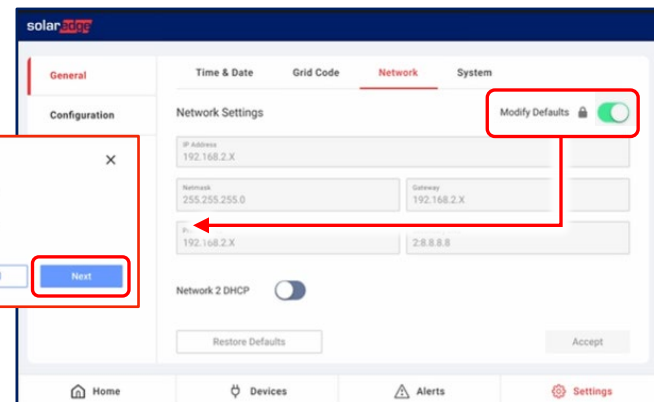 solaredge
General
Time & Date Grid Code Network System
Configuration
Network Settings
Modify Defaults
IP Address
192.168.2.X
Netmask
255.255.255.0
Gateway
192.168.2.X
192.168.2.X
2:8.8.8.8
Next
Network 2 DHCP
Restore Defaults
Accept
Home Devices Alerts Settings